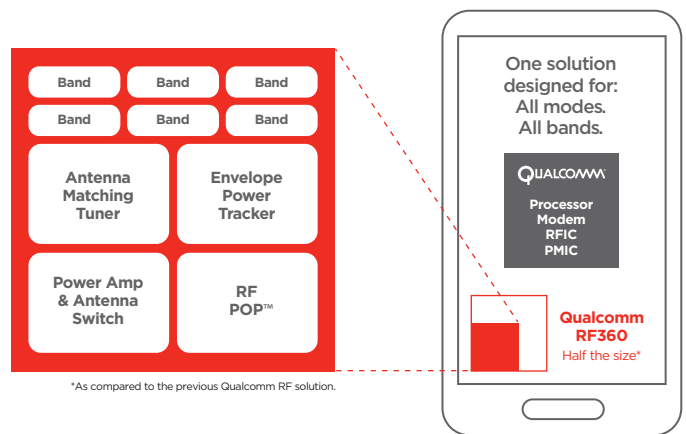 Band Band Band
Band Band Band
Antenna
Matching
Tuner
Envelope
Power
Tracker
Power Amp
& Antenna
Switch
RF
POP™
*As compared to the previous Qualcomm RF solution.
One solution
designed for:
All modes.
All bands.
QUALCOMM
Processor
Modem
RFIC
PMIC
Qualcomm
RF360
Half the size*